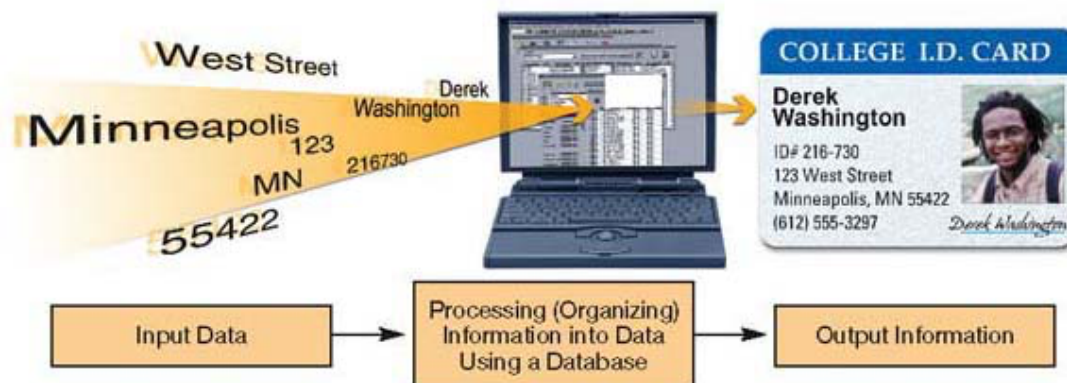 West Street
Derek
Washington
Minneapolis
123
216730
MN
55422
COLLEGE I.D. CARD
Derek
Washington
ID# 216-730
123 West Street
Minneapolis, MN 55422
(612) 555-3297
Derek Washington
Input Data
Processing (Organizing)
Information into Data
Using a Database
Output Information